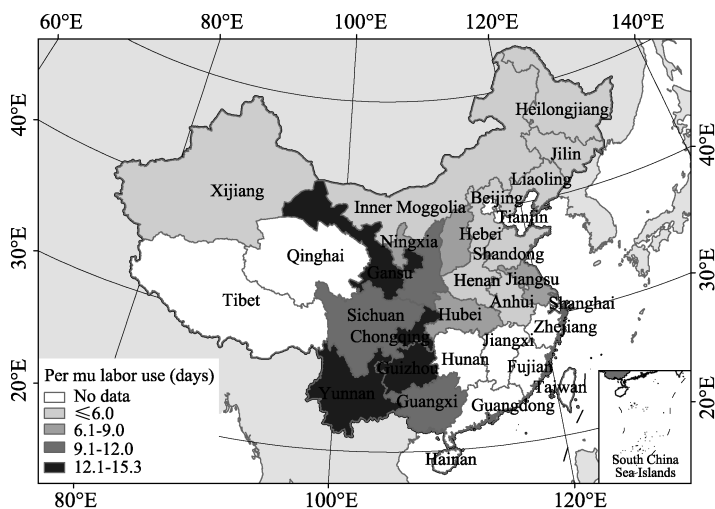 60°E 80°E 100°E 120°E 140°E
40°E
30°E
20°E
40°E
30°E
20°E
Heilongjiang
Jilin
Liaoling
Xijiang
Inner Moggolia
Beijing
Tianjin
Ningxia
Hebei
Qinghai
Shandong
Gansu
Henan
Jiangsu
Tibet
Anhui
Shanghai
Sichuan
Hubei
Zhejiang
Chongqing
Jiangxi
Hunan
Guizhou
Fujian
Yunnan
Guangxi
Taiwan
Guangdong
Hainan
Per mu labor use (days)
No data
≤6.0
6.1-9.0
9.1-12.0
12.1-15.3
South China
Sea Islands
80°E 100°E 120°E